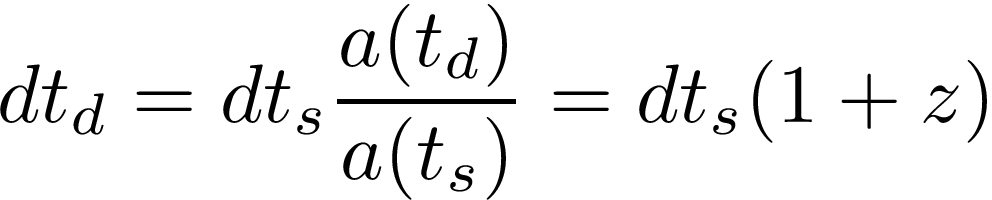 dt_d = dt_s \frac{a(t_d)}{a(t_s)} = dt_s(1 + z)